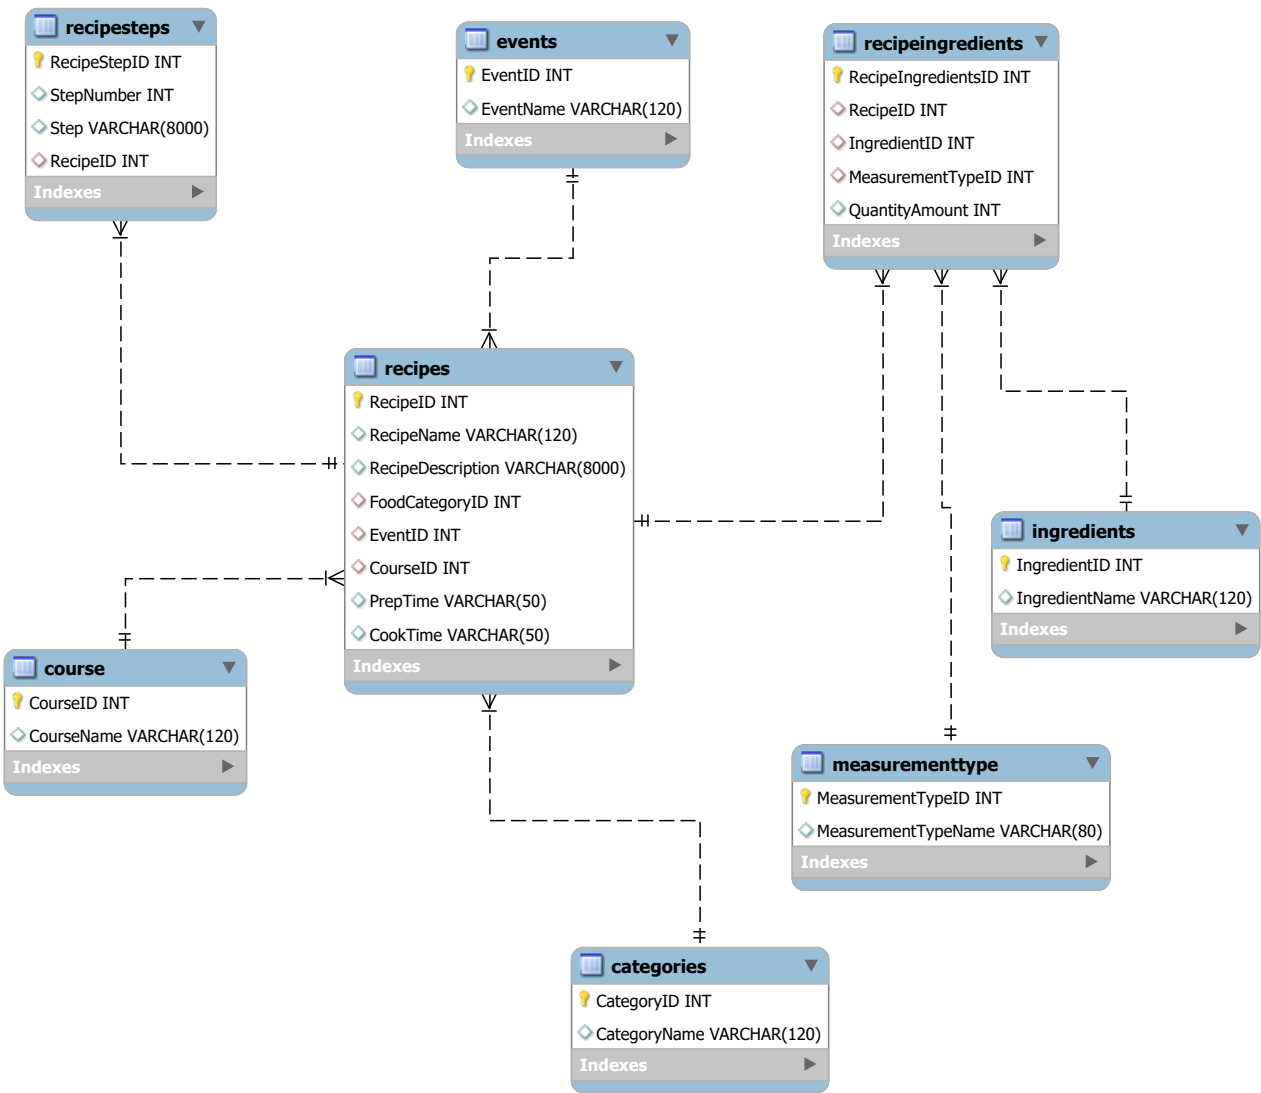 recipesteps
RecipeStepID INT
StepNumber INT
Step VARCHAR(8000)
RecipeID INT
Indexes
events
EventID INT
EventName VARCHAR(120)
Indexes
recipeingredients
RecipeIngredientsID INT
RecipeID INT
IngredientID INT
MeasurementTypeID INT
QuantityAmount INT
Indexes
recipes
RecipeID INT
RecipeName VARCHAR(120)
RecipeDescription VARCHAR(8000)
FoodCategoryID INT
EventID INT
CourseID INT
PrepTime VARCHAR(50)
CookTime VARCHAR(50)
Indexes
ingredients
IngredientID INT
IngredientName VARCHAR(120)
Indexes
course
CourseID INT
CourseName VARCHAR(120)
Indexes
measurementtype
MeasurementTypeID INT
MeasurementTypeName VARCHAR(80)
Indexes
categories
CategoryID INT
CategoryName VARCHAR(120)
Indexes